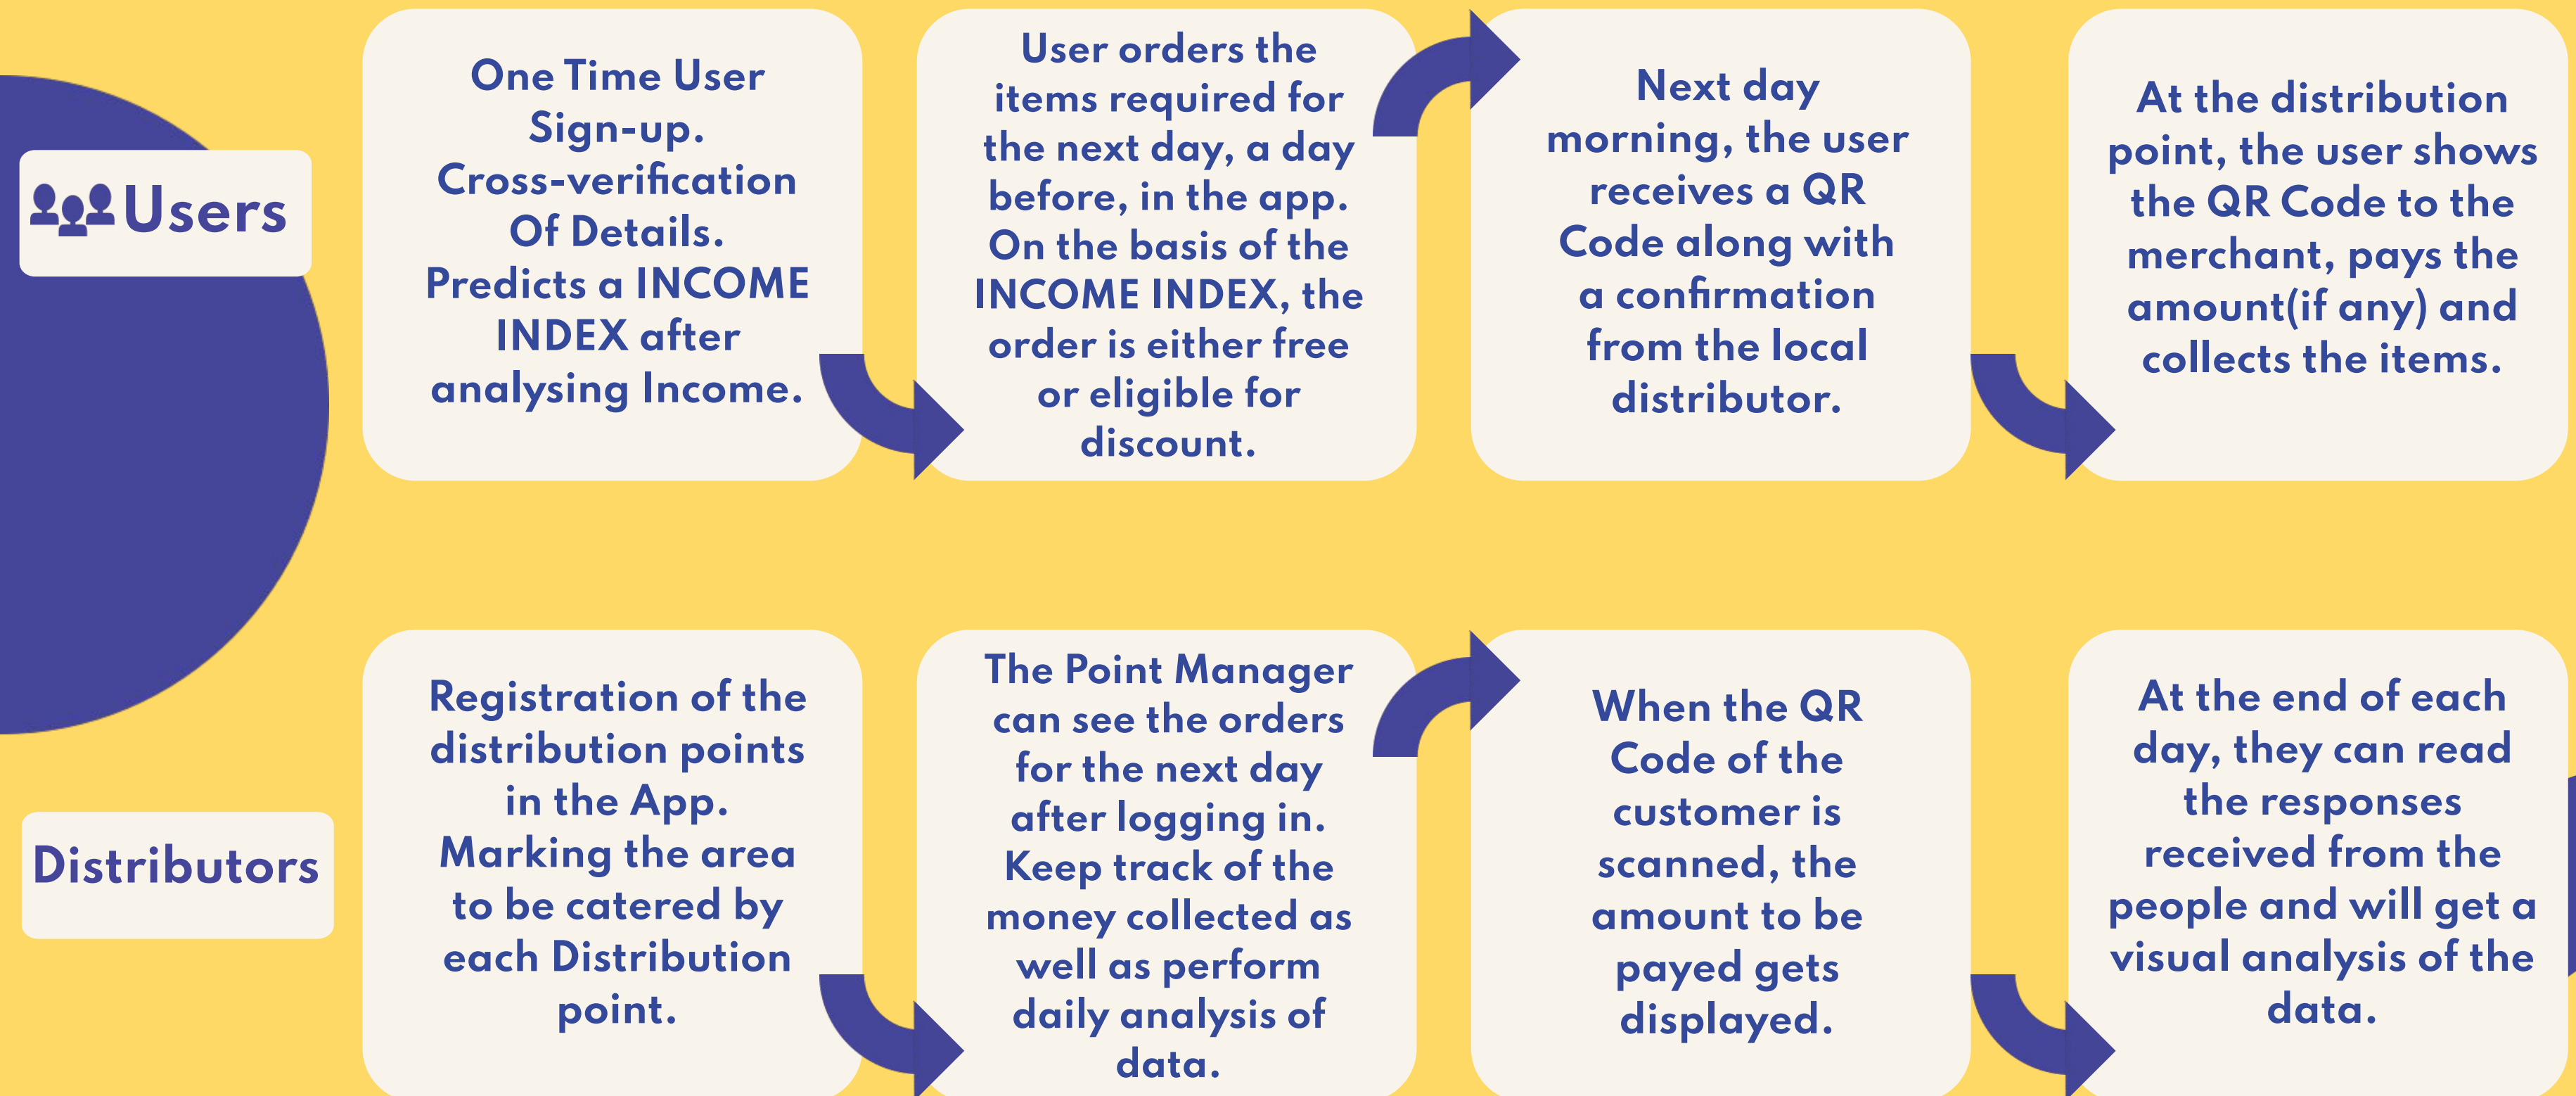 Users
One Time User
Sign-up.
Cross-verification
Of Details.
Predicts a INCOME
INDEX after
analysing Income.
User orders the
items required for
the next day, a day
before, in the app.
On the basis of the
INCOME INDEX, the
order is either free
or eligible for
discount.
Next day
morning, the user
receives a QR
Code along with
a confirmation
from the local
distributor.
At the distribution
point, the user shows
the QR Code to the
merchant, pays the
amount(if any) and
collects the items.
Distributors
Registration of the
distribution points
in the App.
Marking the area
to be catered by
each Distribution
point.
The Point Manager
can see the orders
for the next day
after logging in.
Keep track of the
money collected as
well as perform
daily analysis of
data.
When the QR
Code of the
customer is
scanned, the
amount to be
payed gets
displayed.
At the end of each
day, they can read
the responses
received from the
people and will get a
visual analysis of the
data.